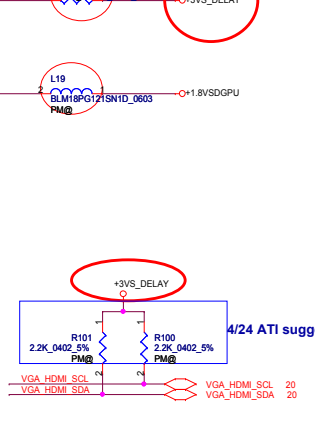 +3VS_DELAY
L19
2 1
BLM18PG121SN1D_0603
PM@
+1.8VSDGPU
+3VS_DELAY
4/24 ATI sugg
1 1
R101 R100
2.2K_0402_5% 2.2K_0402_5%
PM@ PM@
2 2
VGA_HDMI_SCL VGA_HDMI_SCL 20
VGA_HDMI_SDA VGA_HDMI_SDA 20